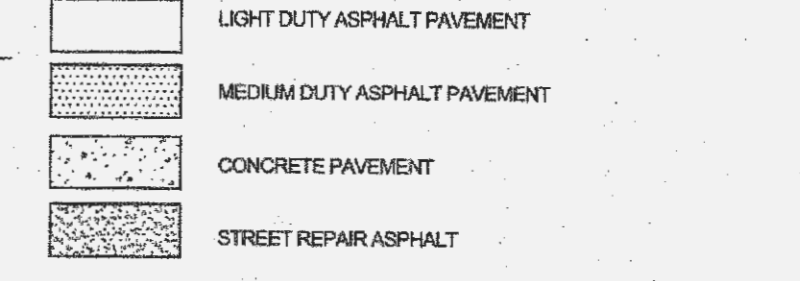 LIGHT DUTY ASPHALT PAVEMENT
MEDIUM DUTY ASPHALT PAVEMENT
CONCRETE PAVEMENT
STREET REPAIR ASPHALT